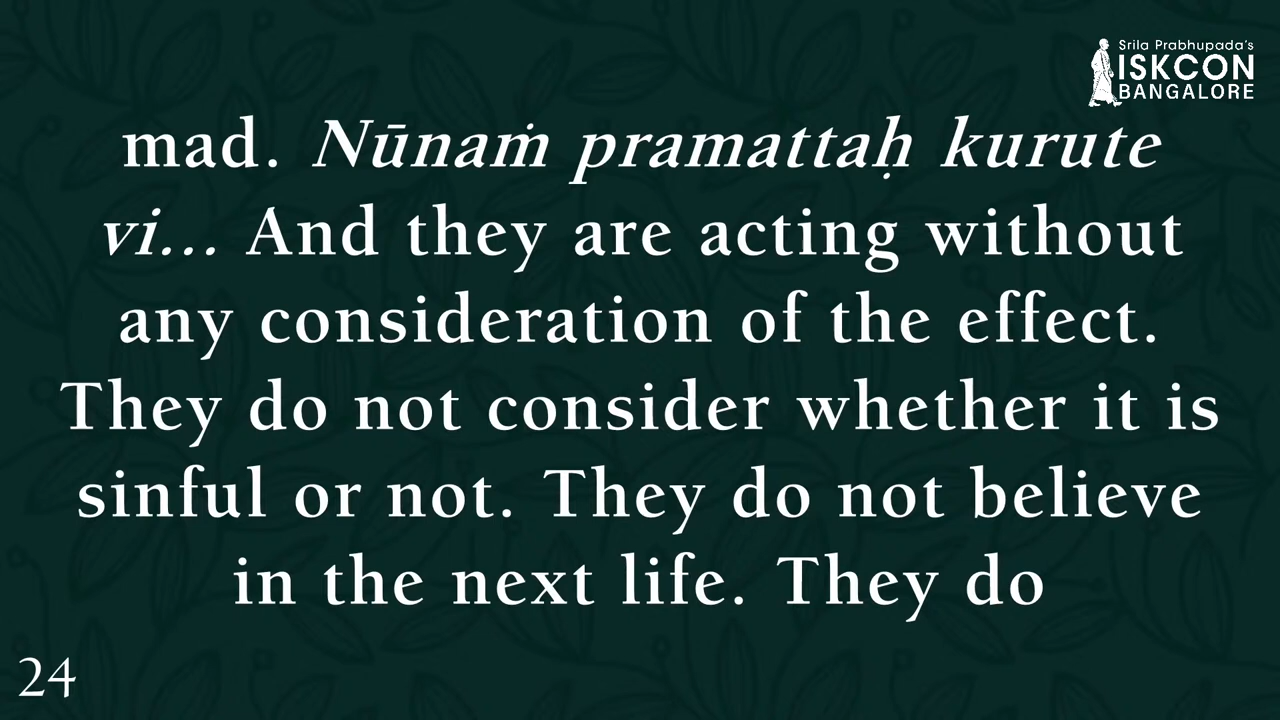 Srila Prabhupada's
ISKCON
BANGALORE
mad. Nūnaṁ pramattaḥ kurute
vi... And they are acting without
any consideration of the effect.
They do not consider whether it is
sinful or not. They do not believe
in the next life. They do
24